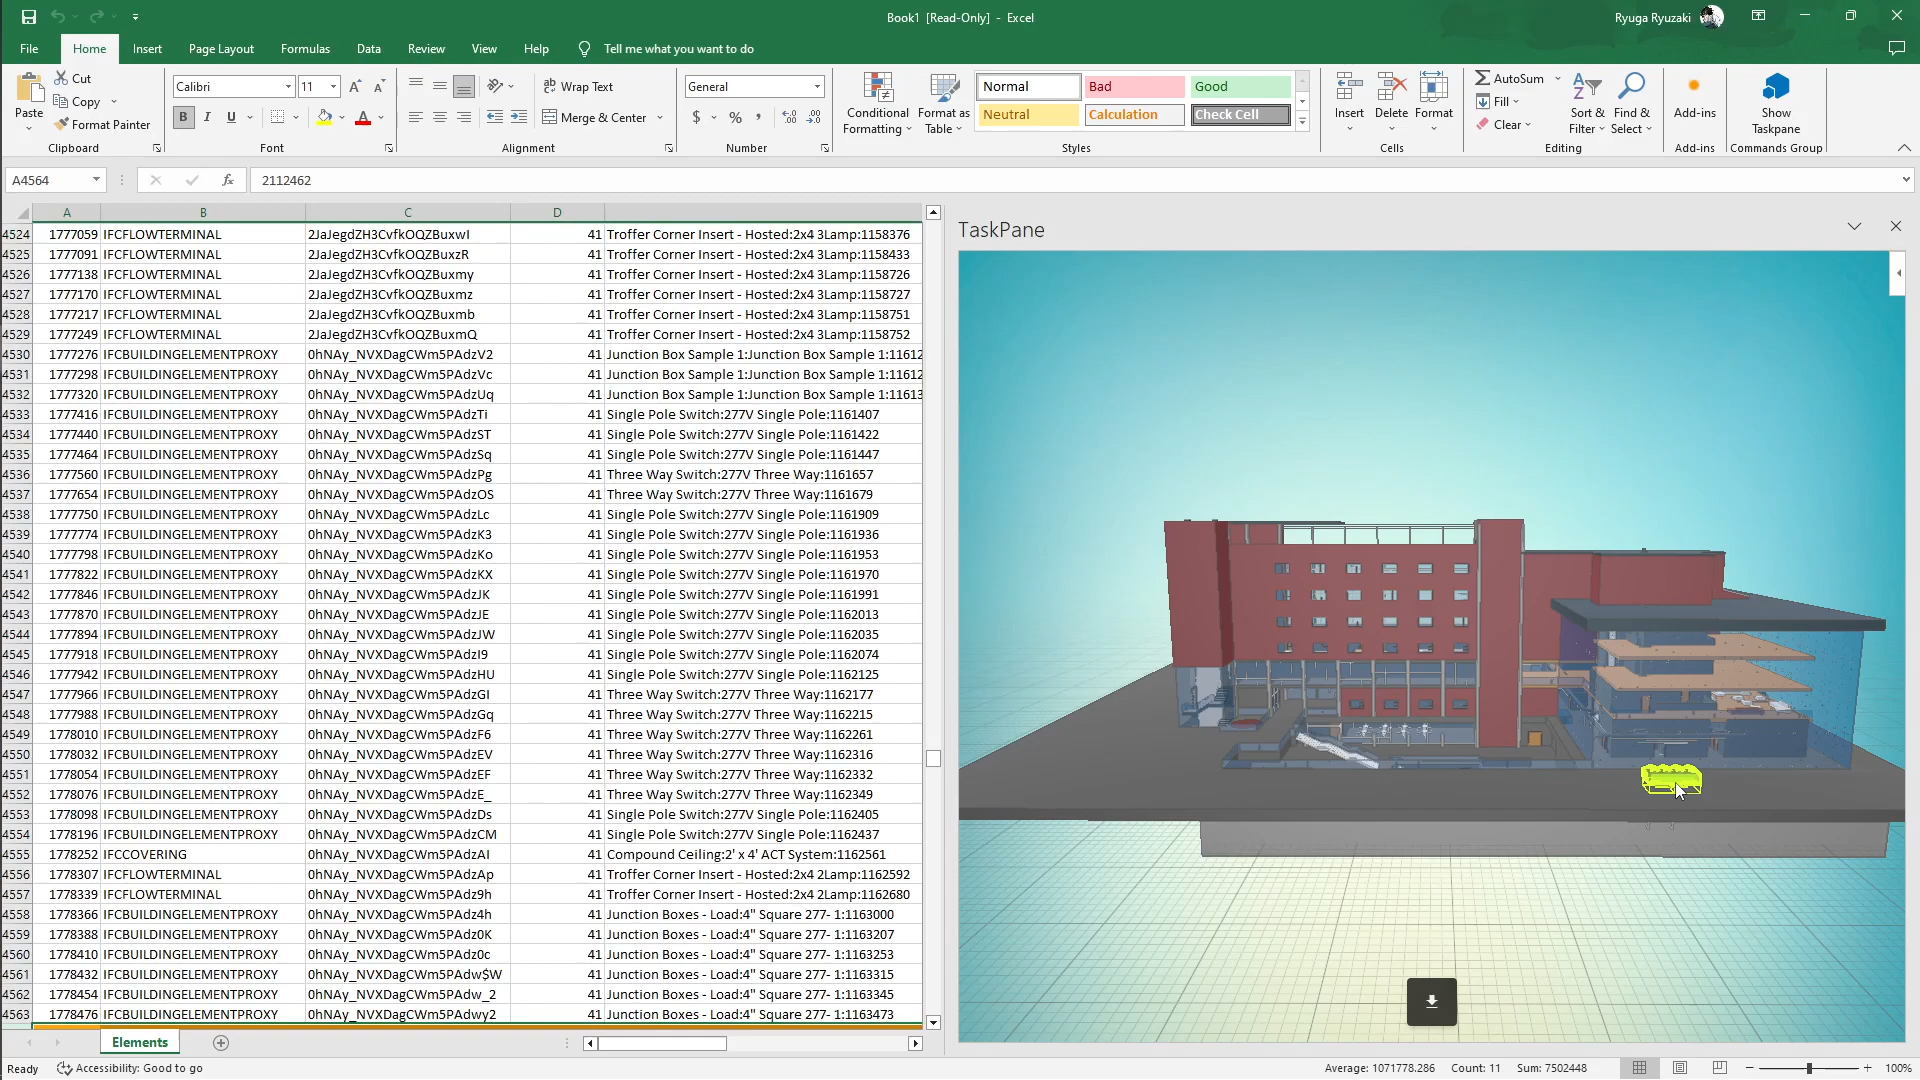 Book1 [Read-Only] - Excel
Ryuga Ryuzaki
File Home Insert Page Layout Formulas Data Review View Help Tell me what you want to do
Paste
Cut
Copy
Format Painter
Clipboard
Calibri 11
B I U A
Font
Wrap Text
Merge & Center
Alignment
General
$ % ,
Number
Conditional Formatting
Format as Table
Normal Bad Good
Neutral Calculation Check Cell
Styles
Insert Delete Format
Cells
AutoSum
Fill
Clear
Sort & Filter
Find & Select
Editing
Add-ins
Add-ins
Show Taskpane
Commands Group
A4564 fx 2112462
A B C D
4524 1777059 IFCFLOWTERMINAL 2JaJegdZH3CvfkOQZBuxwI 41 Troffer Corner Insert - Hosted:2x4 3Lamp:1158376
4525 1777091 IFCFLOWTERMINAL 2JaJegdZH3CvfkOQZBuxzR 41 Troffer Corner Insert - Hosted:2x4 3Lamp:1158433
4526 1777138 IFCFLOWTERMINAL 2JaJegdZH3CvfkOQZBuxmy 41 Troffer Corner Insert - Hosted:2x4 3Lamp:1158726
4527 1777170 IFCFLOWTERMINAL 2JaJegdZH3CvfkOQZBuxmz 41 Troffer Corner Insert - Hosted:2x4 3Lamp:1158727
4528 1777217 IFCFLOWTERMINAL 2JaJegdZH3CvfkOQZBuxmb 41 Troffer Corner Insert - Hosted:2x4 3Lamp:1158751
4529 1777249 IFCFLOWTERMINAL 2JaJegdZH3CvfkOQZBuxmQ 41 Troffer Corner Insert - Hosted:2x4 3Lamp:1158752
4530 1777276 IFCBUILDINGELEMENTPROXY 0hNAy_NVXDagCWm5PAdzV2 41 Junction Box Sample 1:Junction Box Sample 1:11612
4531 1777298 IFCBUILDINGELEMENTPROXY 0hNAy_NVXDagCWm5PAdzVc 41 Junction Box Sample 1:Junction Box Sample 1:11612
4532 1777320 IFCBUILDINGELEMENTPROXY 0hNAy_NVXDagCWm5PAdzUq 41 Junction Box Sample 1:Junction Box Sample 1:11613
4533 1777416 IFCBUILDINGELEMENTPROXY 0hNAy_NVXDagCWm5PAdzTi 41 Single Pole Switch:277V Single Pole:1161407
4534 1777440 IFCBUILDINGELEMENTPROXY 0hNAy_NVXDagCWm5PAdzST 41 Single Pole Switch:277V Single Pole:1161422
4535 1777464 IFCBUILDINGELEMENTPROXY 0hNAy_NVXDagCWm5PAdzSq 41 Single Pole Switch:277V Single Pole:1161447
4536 1777560 IFCBUILDINGELEMENTPROXY 0hNAy_NVXDagCWm5PAdzPg 41 Three Way Switch:277V Three Way:1161657
4537 1777654 IFCBUILDINGELEMENTPROXY 0hNAy_NVXDagCWm5PAdzOS 41 Three Way Switch:277V Three Way:1161679
4538 1777750 IFCBUILDINGELEMENTPROXY 0hNAy_NVXDagCWm5PAdzLc 41 Single Pole Switch:277V Single Pole:1161909
4539 1777774 IFCBUILDINGELEMENTPROXY 0hNAy_NVXDagCWm5PAdzK3 41 Single Pole Switch:277V Single Pole:1161936
4540 1777798 IFCBUILDINGELEMENTPROXY 0hNAy_NVXDagCWm5PAdzKo 41 Single Pole Switch:277V Single Pole:1161953
4541 1777822 IFCBUILDINGELEMENTPROXY 0hNAy_NVXDagCWm5PAdzKX 41 Single Pole Switch:277V Single Pole:1161970
4542 1777846 IFCBUILDINGELEMENTPROXY 0hNAy_NVXDagCWm5PAdzJK 41 Single Pole Switch:277V Single Pole:1161991
4543 1777870 IFCBUILDINGELEMENTPROXY 0hNAy_NVXDagCWm5PAdzJE 41 Single Pole Switch:277V Single Pole:1162013
4544 1777894 IFCBUILDINGELEMENTPROXY 0hNAy_NVXDagCWm5PAdzJW 41 Single Pole Switch:277V Single Pole:1162035
4545 1777918 IFCBUILDINGELEMENTPROXY 0hNAy_NVXDagCWm5PAdzI9 41 Single Pole Switch:277V Single Pole:1162074
4546 1777942 IFCBUILDINGELEMENTPROXY 0hNAy_NVXDagCWm5PAdzHU 41 Single Pole Switch:277V Single Pole:1162125
4547 1777966 IFCBUILDINGELEMENTPROXY 0hNAy_NVXDagCWm5PAdzGI 41 Three Way Switch:277V Three Way:1162177
4548 1777988 IFCBUILDINGELEMENTPROXY 0hNAy_NVXDagCWm5PAdzGq 41 Three Way Switch:277V Three Way:1162215
4549 1778010 IFCBUILDINGELEMENTPROXY 0hNAy_NVXDagCWm5PAdzF6 41 Three Way Switch:277V Three Way:1162261
4550 1778032 IFCBUILDINGELEMENTPROXY 0hNAy_NVXDagCWm5PAdzEV 41 Three Way Switch:277V Three Way:1162316
4551 1778054 IFCBUILDINGELEMENTPROXY 0hNAy_NVXDagCWm5PAdzEF 41 Three Way Switch:277V Three Way:1162332
4552 1778076 IFCBUILDINGELEMENTPROXY 0hNAy_NVXDagCWm5PAdzE_ 41 Three Way Switch:277V Three Way:1162349
4553 1778098 IFCBUILDINGELEMENTPROXY 0hNAy_NVXDagCWm5PAdzDs 41 Single Pole Switch:277V Single Pole:1162405
4554 1778196 IFCBUILDINGELEMENTPROXY 0hNAy_NVXDagCWm5PAdzCM 41 Single Pole Switch:277V Single Pole:1162437
4555 1778252 IFCCOVERING 0hNAy_NVXDagCWm5PAdzAI 41 Compound Ceiling:2' x 4' ACT System:1162561
4556 1778307 IFCFLOWTERMINAL 0hNAy_NVXDagCWm5PAdzAp 41 Troffer Corner Insert - Hosted:2x4 2Lamp:1162592
4557 1778339 IFCFLOWTERMINAL 0hNAy_NVXDagCWm5PAdz9h 41 Troffer Corner Insert - Hosted:2x4 2Lamp:1162680
4558 1778366 IFCBUILDINGELEMENTPROXY 0hNAy_NVXDagCWm5PAdz4h 41 Junction Boxes - Load:4" Square 277- 1:1163000
4559 1778388 IFCBUILDINGELEMENTPROXY 0hNAy_NVXDagCWm5PAdz0K 41 Junction Boxes - Load:4" Square 277- 1:1163207
4560 1778410 IFCBUILDINGELEMENTPROXY 0hNAy_NVXDagCWm5PAdz0c 41 Junction Boxes - Load:4" Square 277- 1:1163253
4561 1778432 IFCBUILDINGELEMENTPROXY 0hNAy_NVXDagCWm5PAdw$W 41 Junction Boxes - Load:4" Square 277- 1:1163315
4562 1778454 IFCBUILDINGELEMENTPROXY 0hNAy_NVXDagCWm5PAdw_2 41 Junction Boxes - Load:4" Square 277- 1:1163345
4563 1778476 IFCBUILDINGELEMENTPROXY 0hNAy_NVXDagCWm5PAdwy2 41 Junction Boxes - Load:4" Square 277- 1:1163473
TaskPane
Elements
Ready Accessibility: Good to go Average: 1071778.286 Count: 11 Sum: 7502448 100%